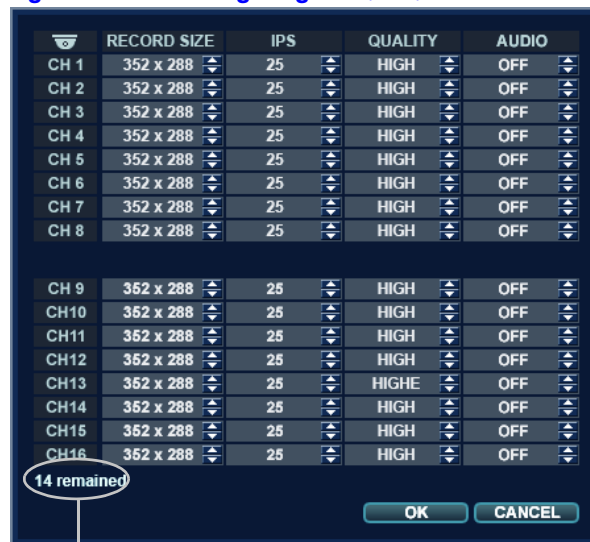 RECORD SIZE IPS QUALITY AUDIO
CH 1 352 x 288 25 HIGH OFF
CH 2 352 x 288 25 HIGH OFF
CH 3 352 x 288 25 HIGH OFF
CH 4 352 x 288 25 HIGH OFF
CH 5 352 x 288 25 HIGH OFF
CH 6 352 x 288 25 HIGH OFF
CH 7 352 x 288 25 HIGH OFF
CH 8 352 x 288 25 HIGH OFF
CH 9 352 x 288 25 HIGH OFF
CH10 352 x 288 25 HIGH OFF
CH11 352 x 288 25 HIGH OFF
CH12 352 x 288 25 HIGH OFF
CH13 352 x 288 25 HIGHE OFF
CH14 352 x 288 25 HIGH OFF
CH15 352 x 288 25 HIGH OFF
CH16 352 x 288 25 HIGH OFF
14 remained
OK CANCEL